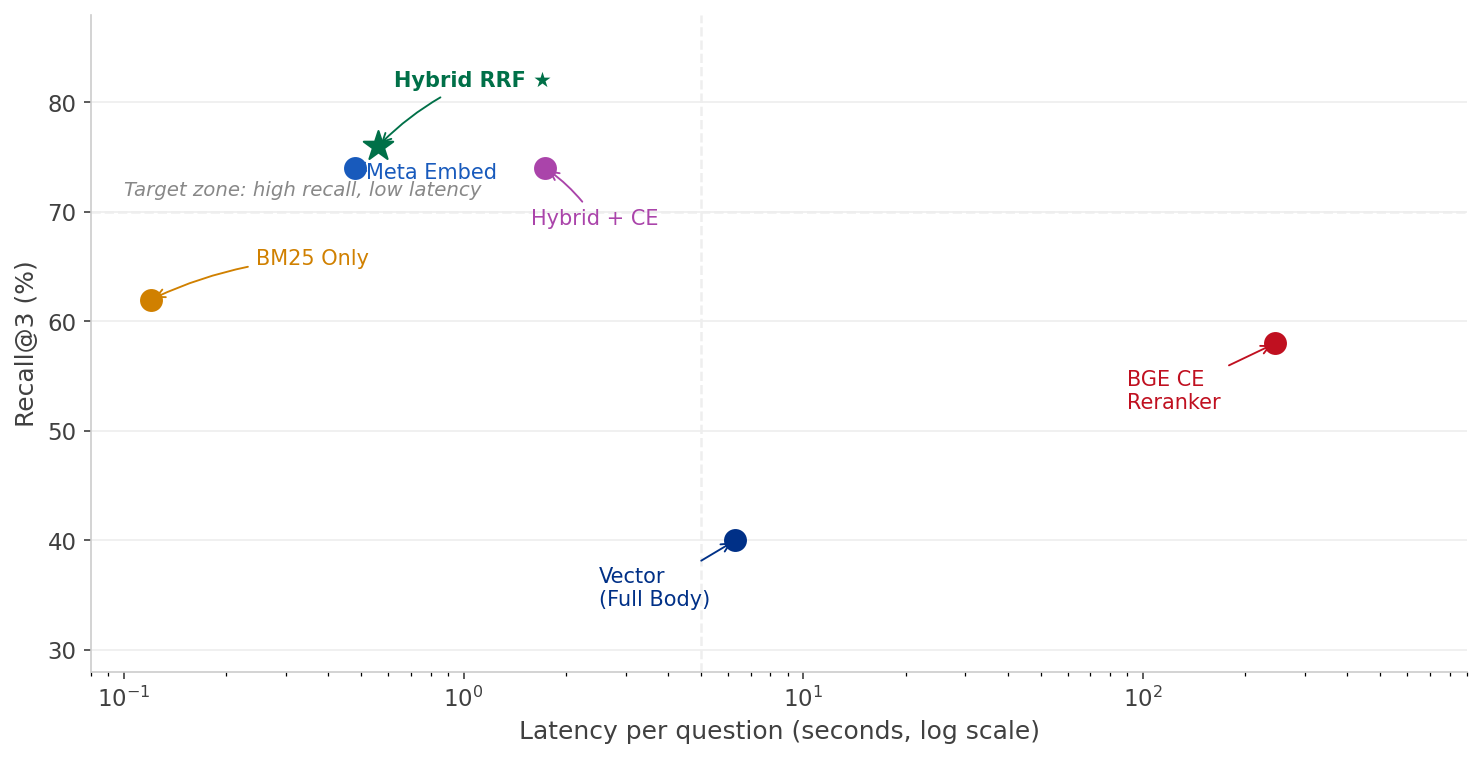 Hybrid RRF ★
80
Meta Embed
Target zone: high recall, low latency
70
Hybrid + CE
BM25 Only
60
BGE CE
Reranker
50
40
Vector
(Full Body)
30
Recall@3 (%)
10⁻¹ 10⁰ 10¹ 10²
Latency per question (seconds, log scale)